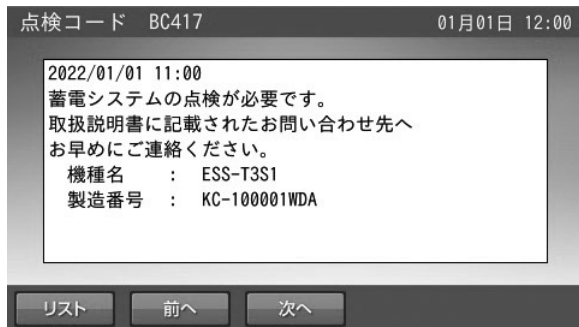 点検コード BC417 01月01日 12:00
2022/01/01 11:00
蓄電システムの点検が必要です。
取扱説明書に記載されたお問い合わせ先へ
お早めにご連絡ください。
機種名 : ESS-T3S1
製造番号 : KC-100001WDA
リスト 前へ 次へ